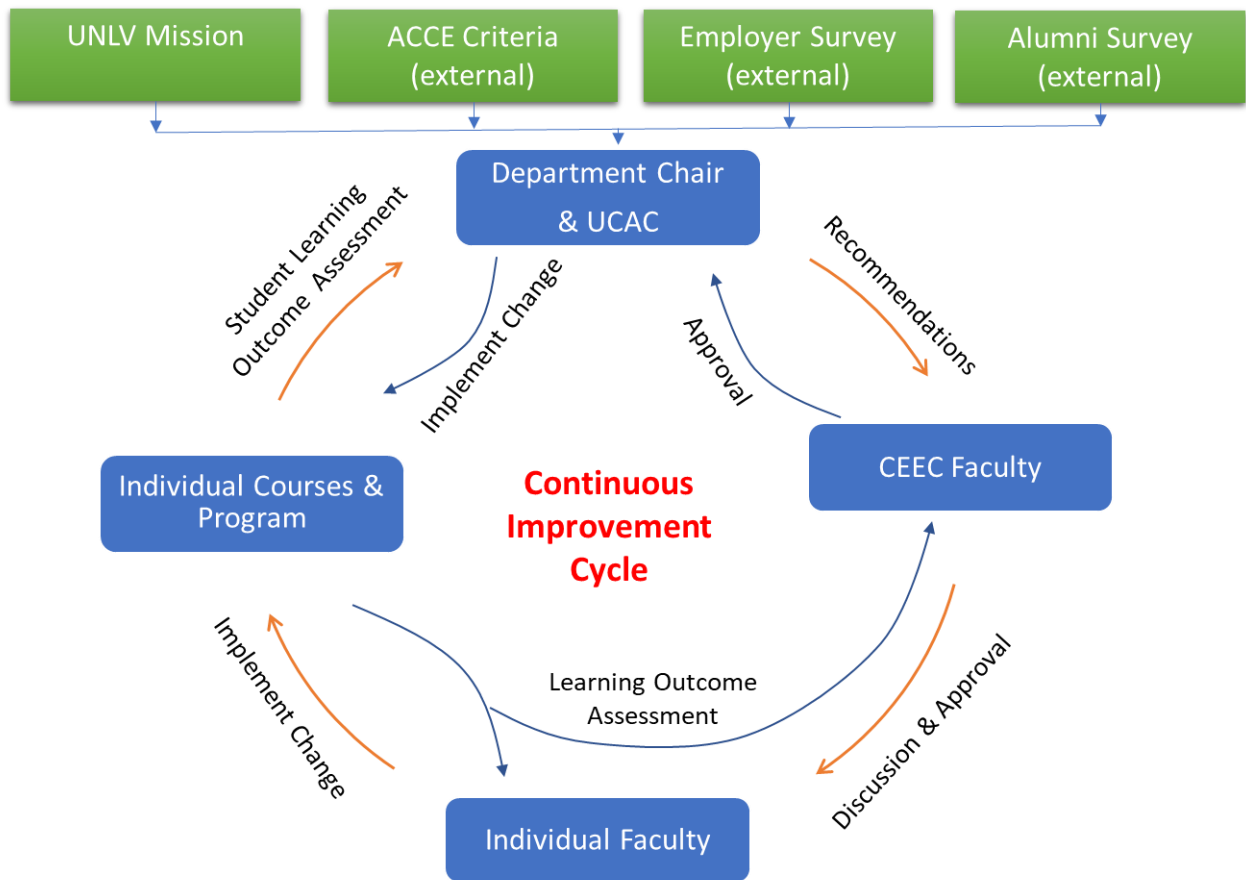 UNLV Mission
ACCE Criteria
(external)
Employer Survey
(external)
Alumni Survey
(external)
Department Chair
& UCAC
Student Learning
Outcome Assessment
Implement Change
Recommendations
Approval
Individual Courses &
Program
Continuous
Improvement
Cycle
CEEC Faculty
Implement Change
Learning Outcome
Assessment
Discussion & Approval
Individual Faculty